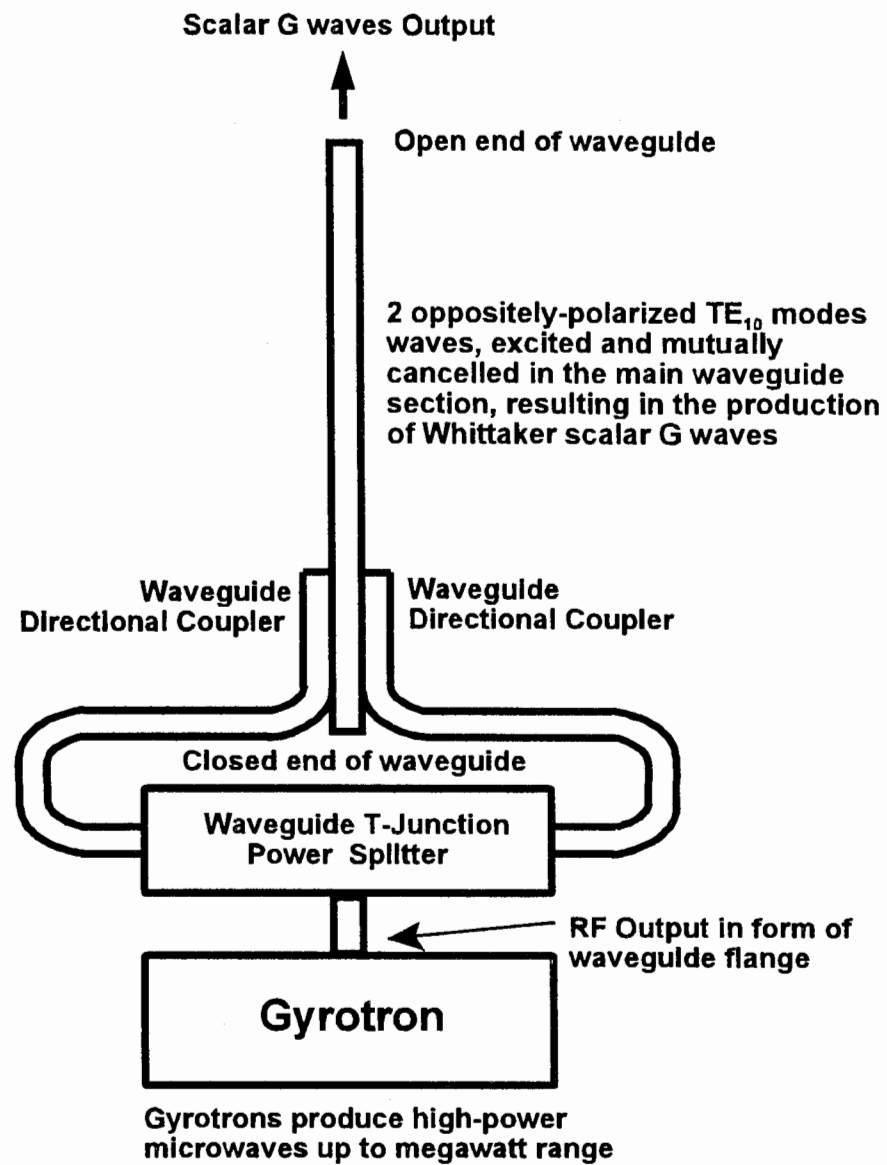 Scalar G waves Output
Open end of waveguide
2 oppositely-polarized TE₁₀ modes
waves, excited and mutually
cancelled in the main waveguide
section, resulting in the production
of Whittaker scalar G waves
Waveguide
Directional Coupler
Waveguide
Directional Coupler
Closed end of waveguide
Waveguide T-Junction
Power Splitter
RF Output in form of
waveguide flange
Gyrotron
Gyrotrons produce high-power
microwaves up to megawatt range